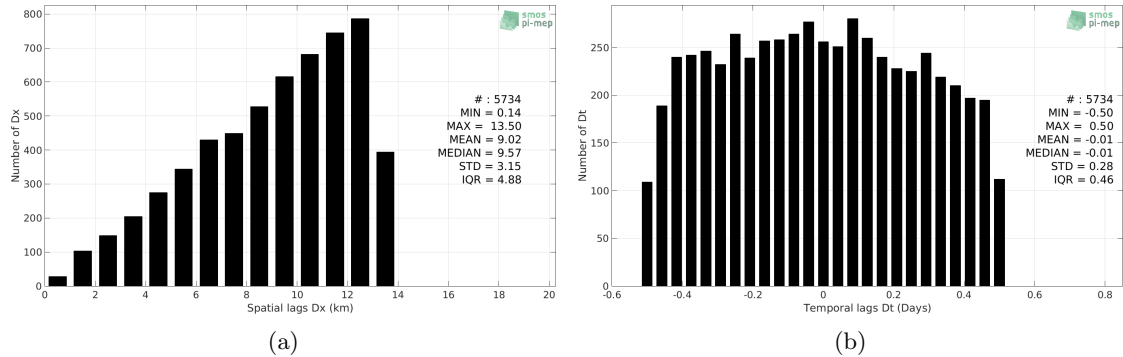 smos
pi-mep
800
700
600
500
400
300
200
100
0
Number of Dx
# : 5734
MIN = 0.14
MAX = 13.50
MEAN = 9.02
MEDIAN = 9.57
STD = 3.15
IQR = 4.88
0 2 4 6 8 10 12 14 16 18 20
Spatial lags Dx (km)
(a)
smos
pi-mep
250
200
150
100
50
0
Number of Dt
# : 5734
MIN = -0.50
MAX = 0.50
MEAN = -0.01
MEDIAN = -0.01
STD = 0.28
IQR = 0.46
-0.6 -0.4 -0.2 0 0.2 0.4 0.6 0.8
Temporal lags Dt (Days)
(b)